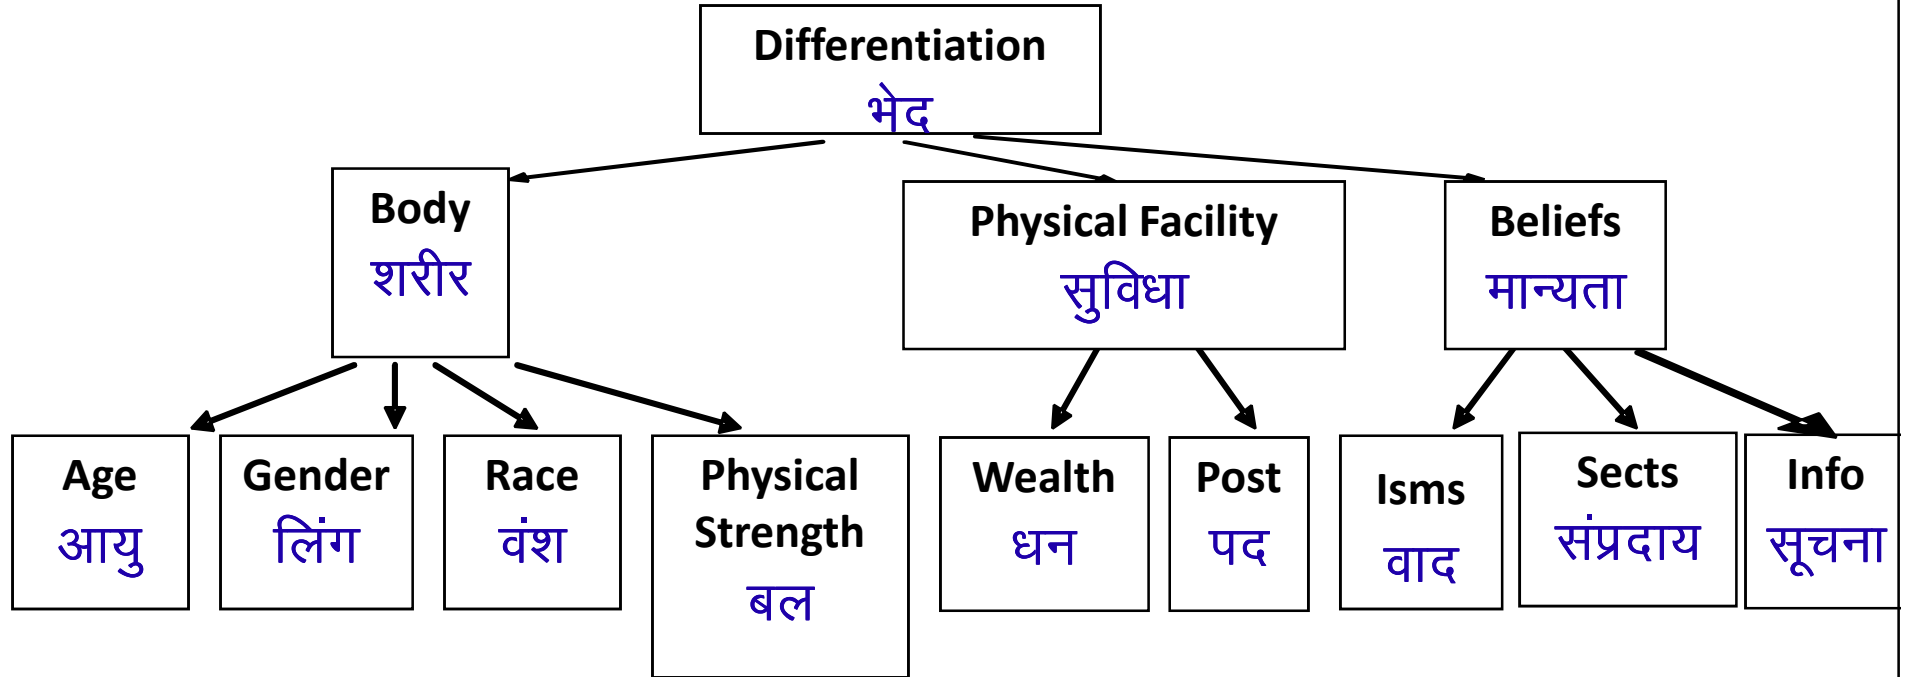 Differentiation
भेद
Body
शरीर
Physical Facility
सुविधा
Beliefs
मान्यता
Age
आयु
Gender
लिंग
Race
वंश
Physical
Strength
बल
Wealth
धन
Post
पद
Isms
वाद
Sects
संप्रदाय
Info
सूचना